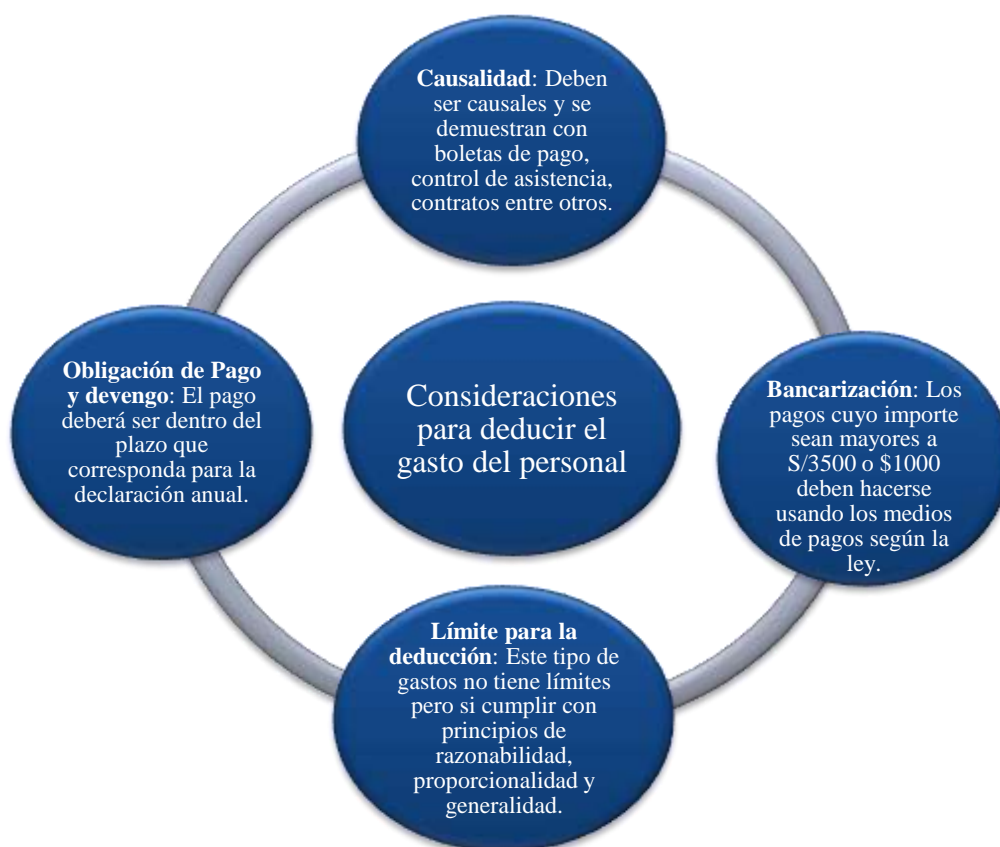 Causalidad: Deben
ser causales y se
demuestran con
boletas de pago,
control de asistencia,
contratos entre otros.
Obligación de Pago
y devengo: El pago
deberá ser dentro del
plazo que
corresponda para la
declaración anual.
Consideraciones
para deducir el
gasto del personal
Bancarización: Los
pagos cuyo importe
sean mayores a
S/3500 o $1000
deben hacerse
usando los medios
de pagos según la
ley.
Límite para la
deducción: Este tipo de
gastos no tiene límites
pero si cumplir con
principios de
razonabilidad,
proporcionalidad y
generalidad.